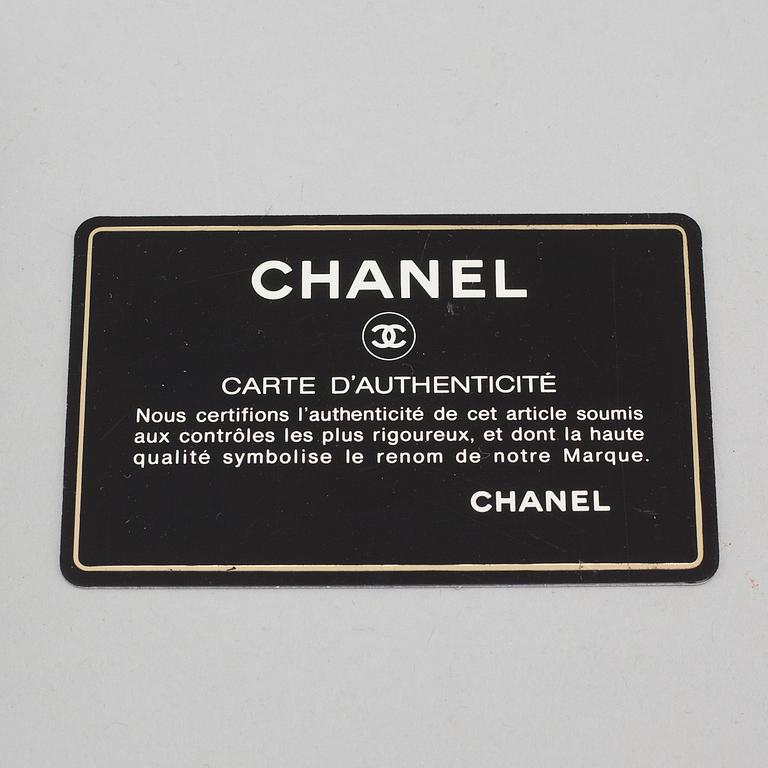 CHANEL
CARTE D'AUTHENTICITÉ
Nous certifions l'authenticité de cet article soumis
aux contrôles les plus rigoureux, et dont la haute
qualité symbolise le renom de notre Marque.
CHANEL